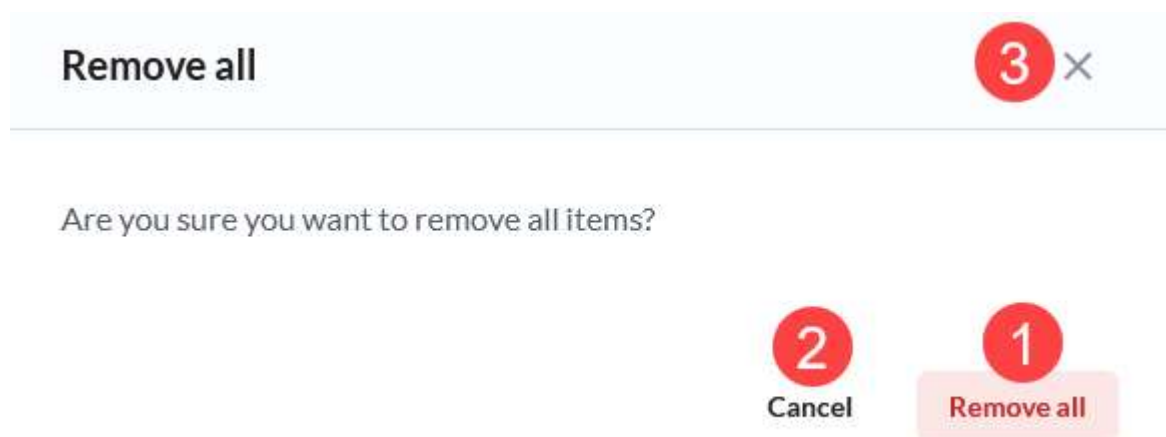 Remove all
3 ×
Are you sure you want to remove all items?
2
1
Cancel
Remove all